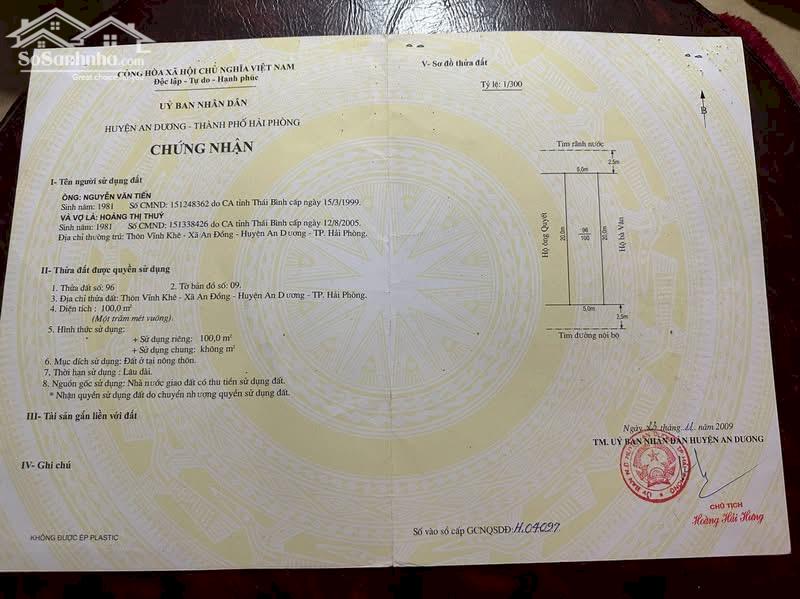 SoSanhnha.com
Great choice for you
CỘNG HÒA XÃ HỘI CHỦ NGHĨA VIỆT NAM
Độc lập - Tự do - Hạnh phúc
UỶ BAN NHÂN DÂN
HUYỆN AN DƯƠNG - THÀNH PHỐ HẢI PHÒNG
CHỨNG NHẬN
I- Tên người sử dụng đất
ÔNG: NGUYỄN VĂN TIẾN
Sinh năm: 1981 Số CMND: 151248362 do CA tỉnh Thái Bình cấp ngày 15/3/1999.
VÀ VỢ LÀ: HOÀNG THỊ THUÝ
Sinh năm: 1981 Số CMND: 151338426 do CA tỉnh Thái Bình cấp ngày 12/8/2005.
Địa chỉ thường trú: Thôn Vĩnh Khê - Xã An Đồng - Huyện An Dương - TP. Hải Phòng.
II- Thửa đất được quyền sử dụng
1. Thửa đất số: 96 2. Tờ bản đồ số: 09.
3. Địa chỉ thửa đất: Thôn Vĩnh Khê - Xã An Đồng - Huyện An Dương - TP. Hải Phòng.
4. Diện tích : 100,0 m²
(Một trăm mét vuông).
5. Hình thức sử dụng:
+ Sử dụng riêng: 100,0 m²
+ Sử dụng chung: không m²
6. Mục đích sử dụng: Đất ở tại nông thôn.
7. Thời hạn sử dụng : Lâu dài.
8. Nguồn gốc sử dụng: Nhà nước giao đất có thu tiền sử dụng đất.
* Nhận quyền sử dụng đất do chuyển nhượng quyền sử dụng đất.
III- Tài sản gắn liền với đất
IV- Ghi chú
KHÔNG ĐƯỢC ÉP PLASTIC
V- Sơ đồ thửa đất
Tỷ lệ: 1/300
B
Tim rãnh nước
2.5m
5,0m
Hộ ông Quyết
20,0m
96
100
20,0m
Hộ bà Vân
5,0m
2,5m
Tim đường nội bộ
Ngày 23 tháng 11 năm 2009
TM. UỶ BAN NHÂN DÂN HUYỆN AN DƯƠNG
CHỦ TỊCH
Hoàng Hải Hưng
Số vào sổ cấp GCNQSDĐ: H.04097